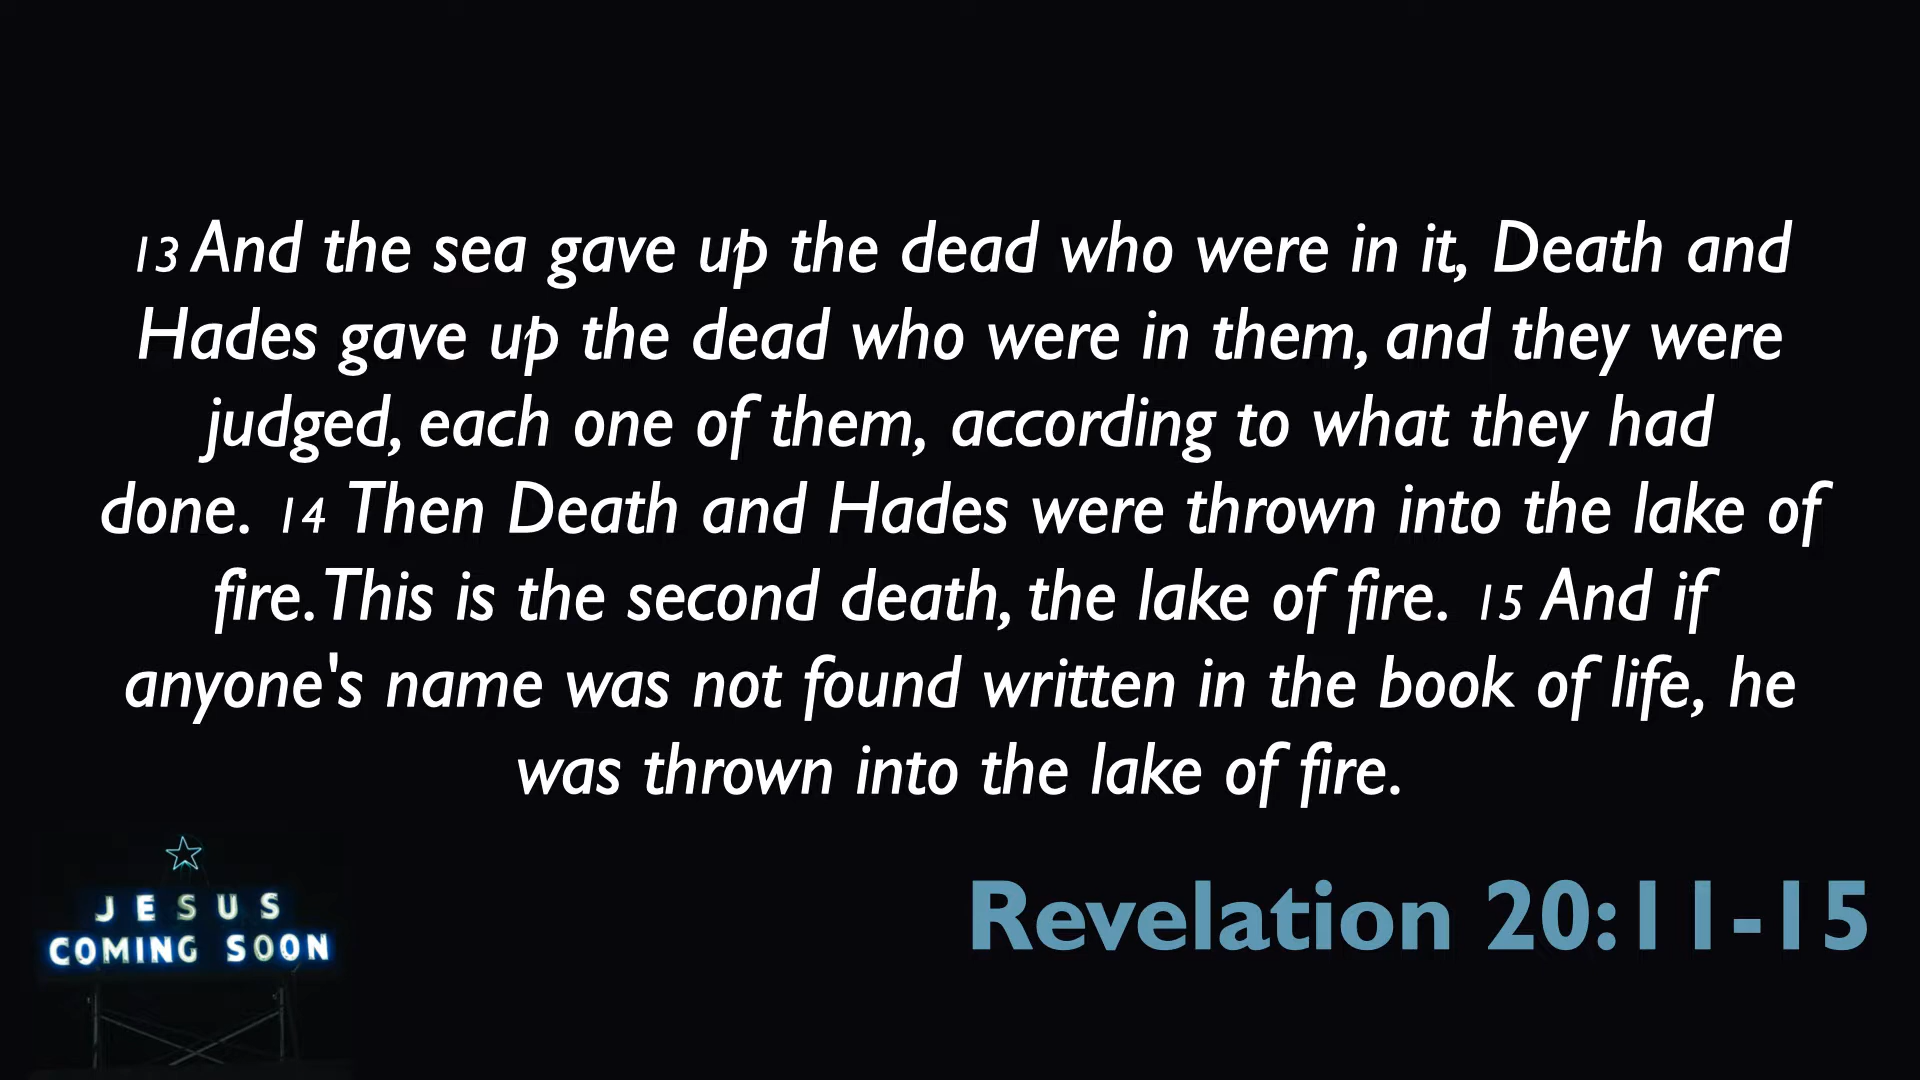 13 And the sea gave up the dead who were in it, Death and
Hades gave up the dead who were in them, and they were
judged, each one of them, according to what they had
done. 14 Then Death and Hades were thrown into the lake of
fire. This is the second death, the lake of fire. 15 And if
anyone's name was not found written in the book of life, he
was thrown into the lake of fire.
Revelation 20:11-15
JESUS
COMING SOON